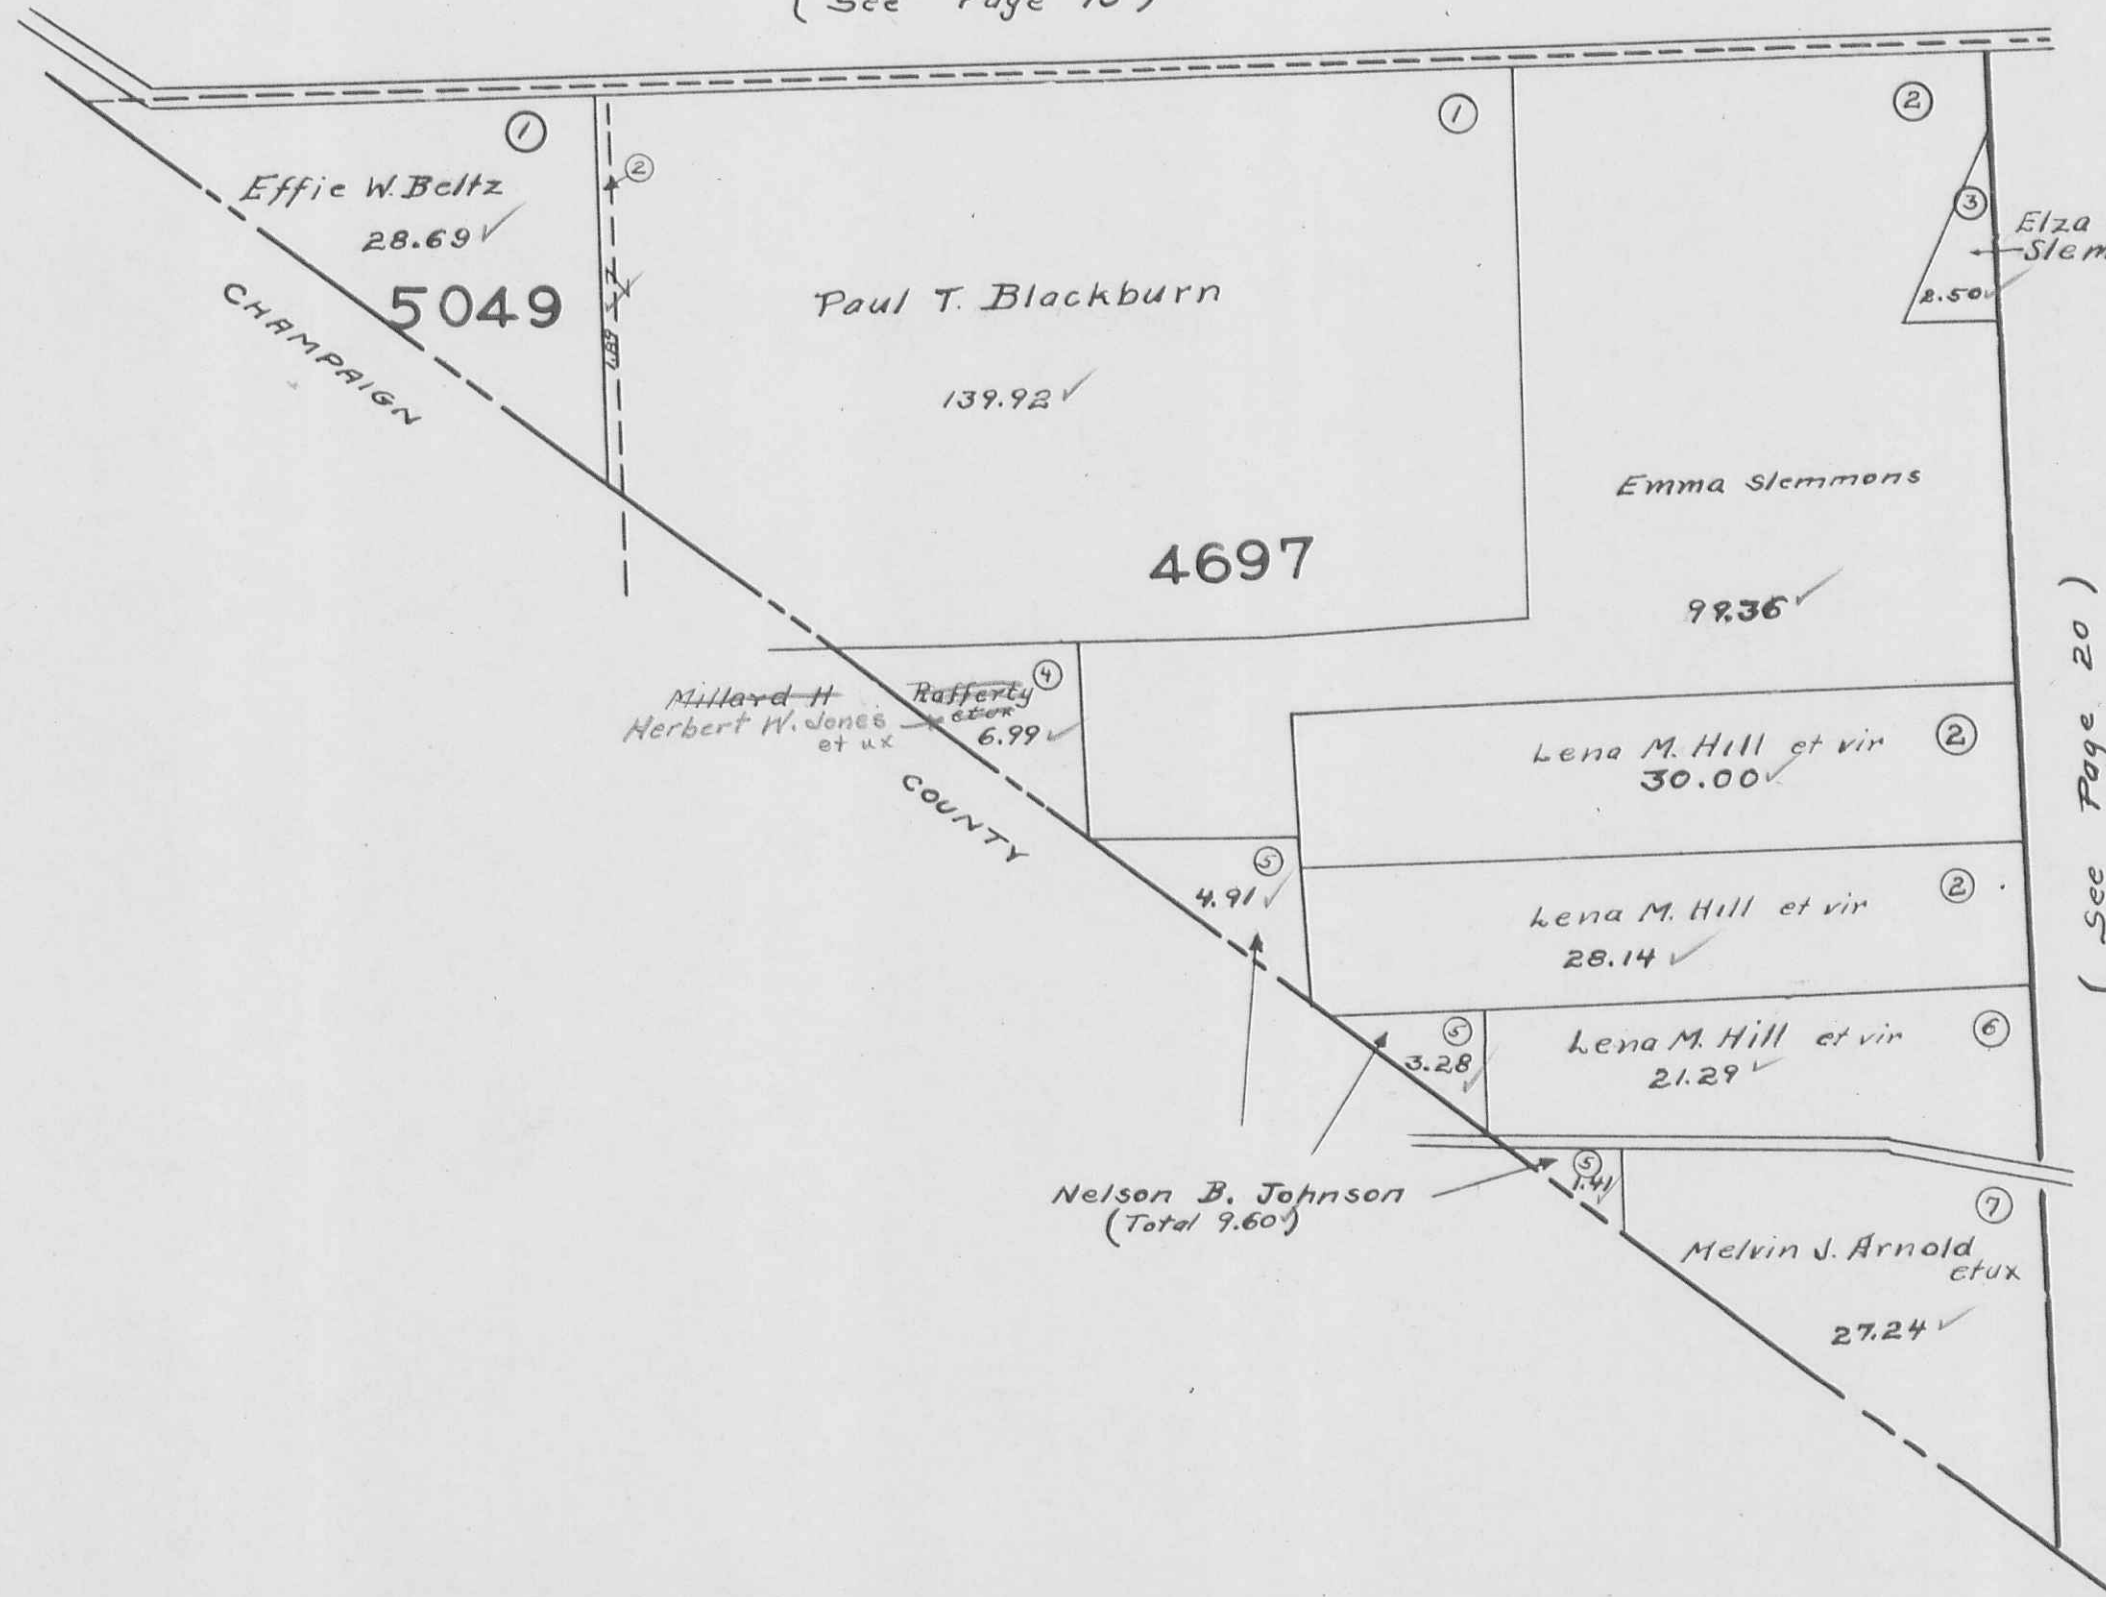 ( See Page
1
Effie W. Beltz
28.69
5049
CHAMPAIGN
2
1.89
1
Paul T. Blackburn
139.92
4697
2
3
Elza
Slem
2.50
Emma Slemmons
( See Page 20 )
Millard H Rafferty
et ux
Herbert W. Jones
et ux
4
6.99
COUNTY
Lena M. Hill et vir
30.00
2
5
4.91
Lena M. Hill et vir
28.14
2
5
3.28
Lena M. Hill et vir
21.29
6
Nelson B. Johnson
(Total 9.60)
5
1.41
7
Melvin J. Arnold
et ux
27.24